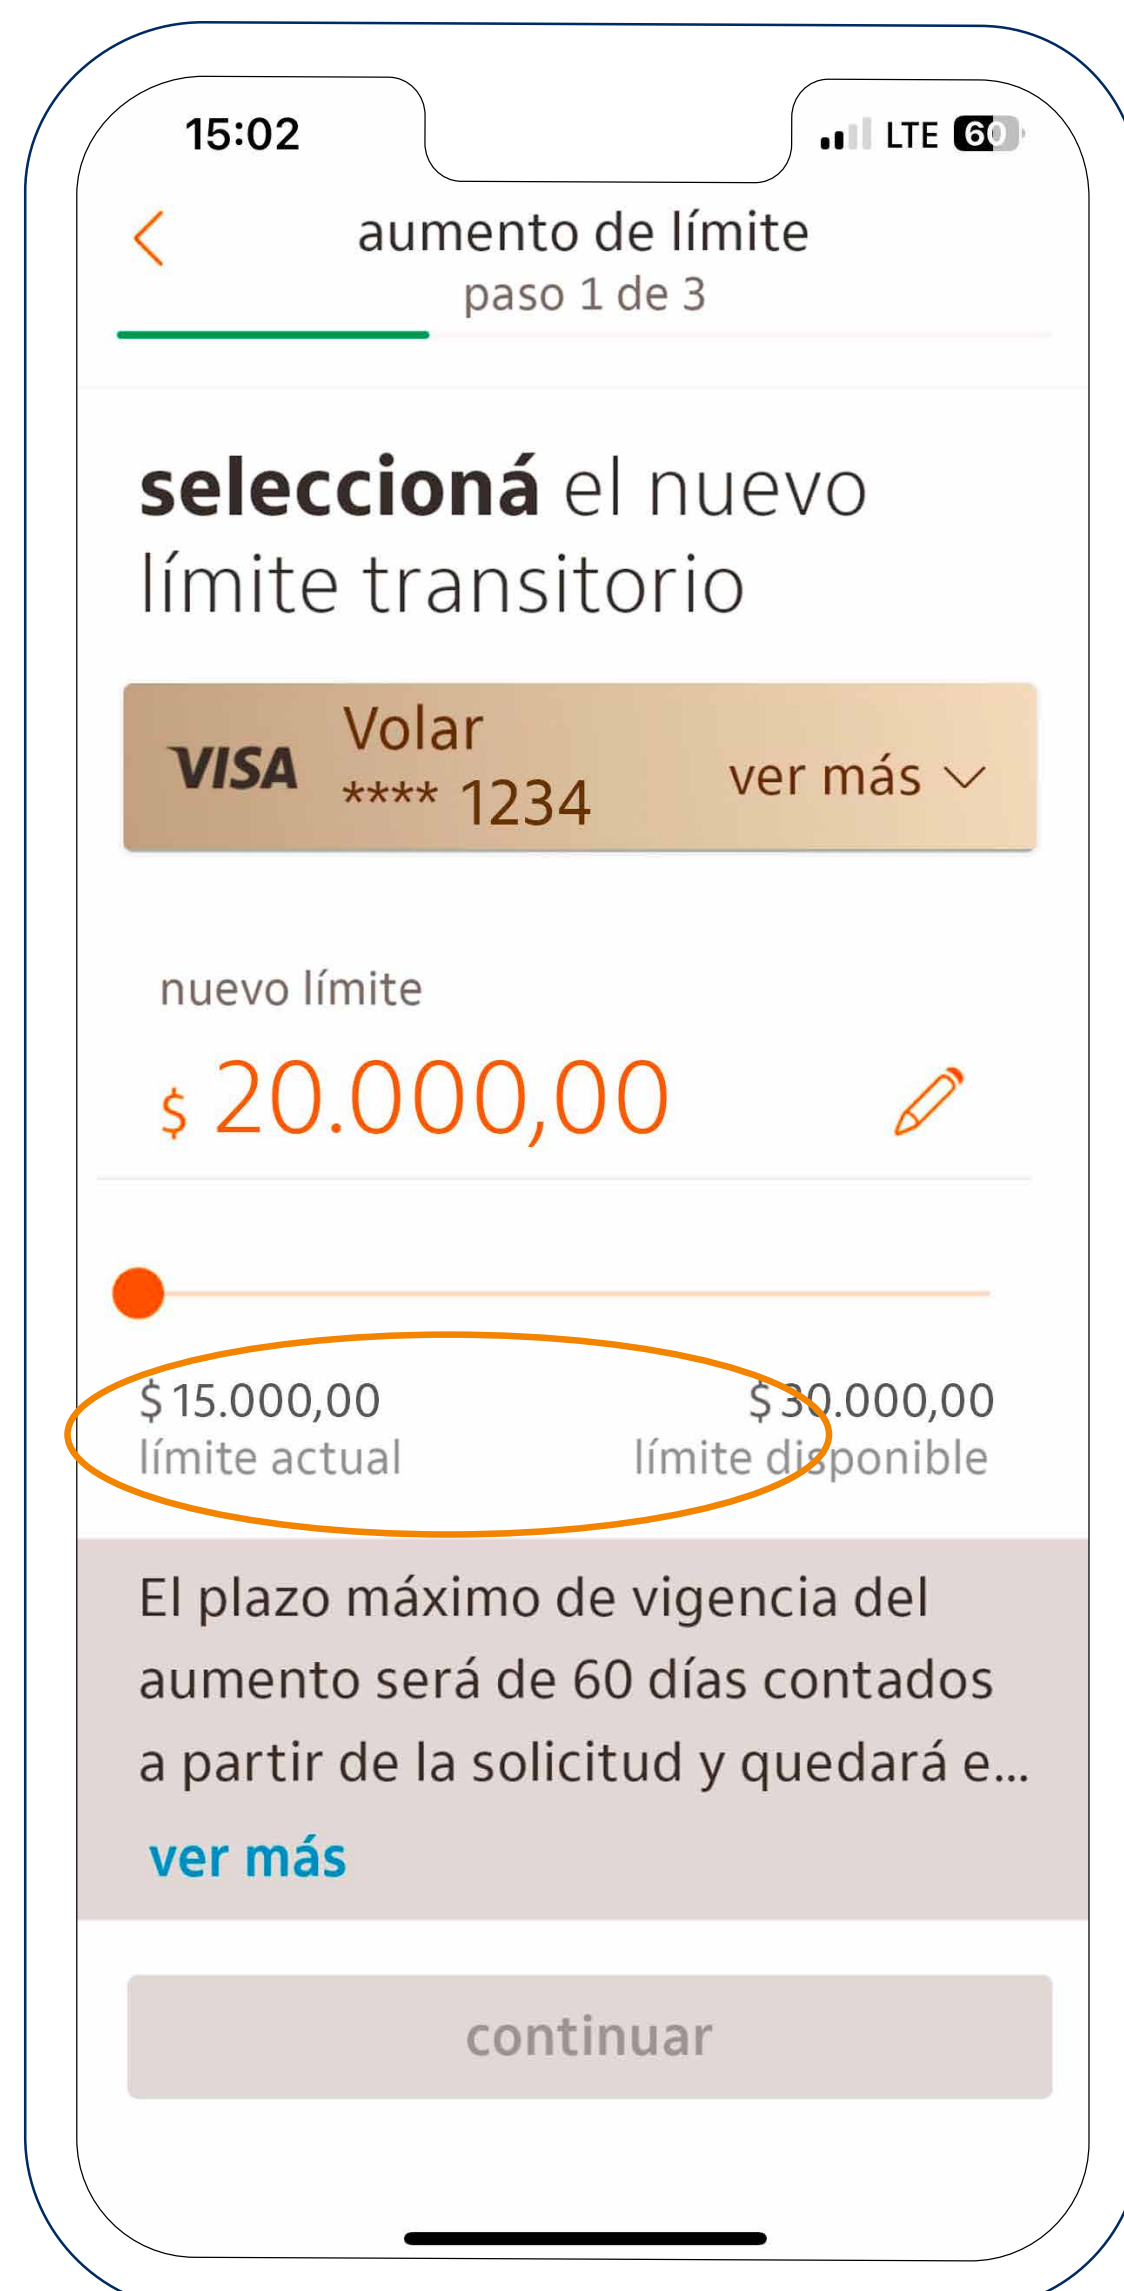 15:02 LTE 60
aumento de límite
paso 1 de 3
seleccioná el nuevo
límite transitorio
VISA Volar
**** 1234
ver más
nuevo límite
$ 20.000,00
$ 15.000,00 $ 30.000,00
límite actual límite disponible
El plazo máximo de vigencia del
aumento será de 60 días contados
a partir de la solicitud y quedará e...
ver más
continuar